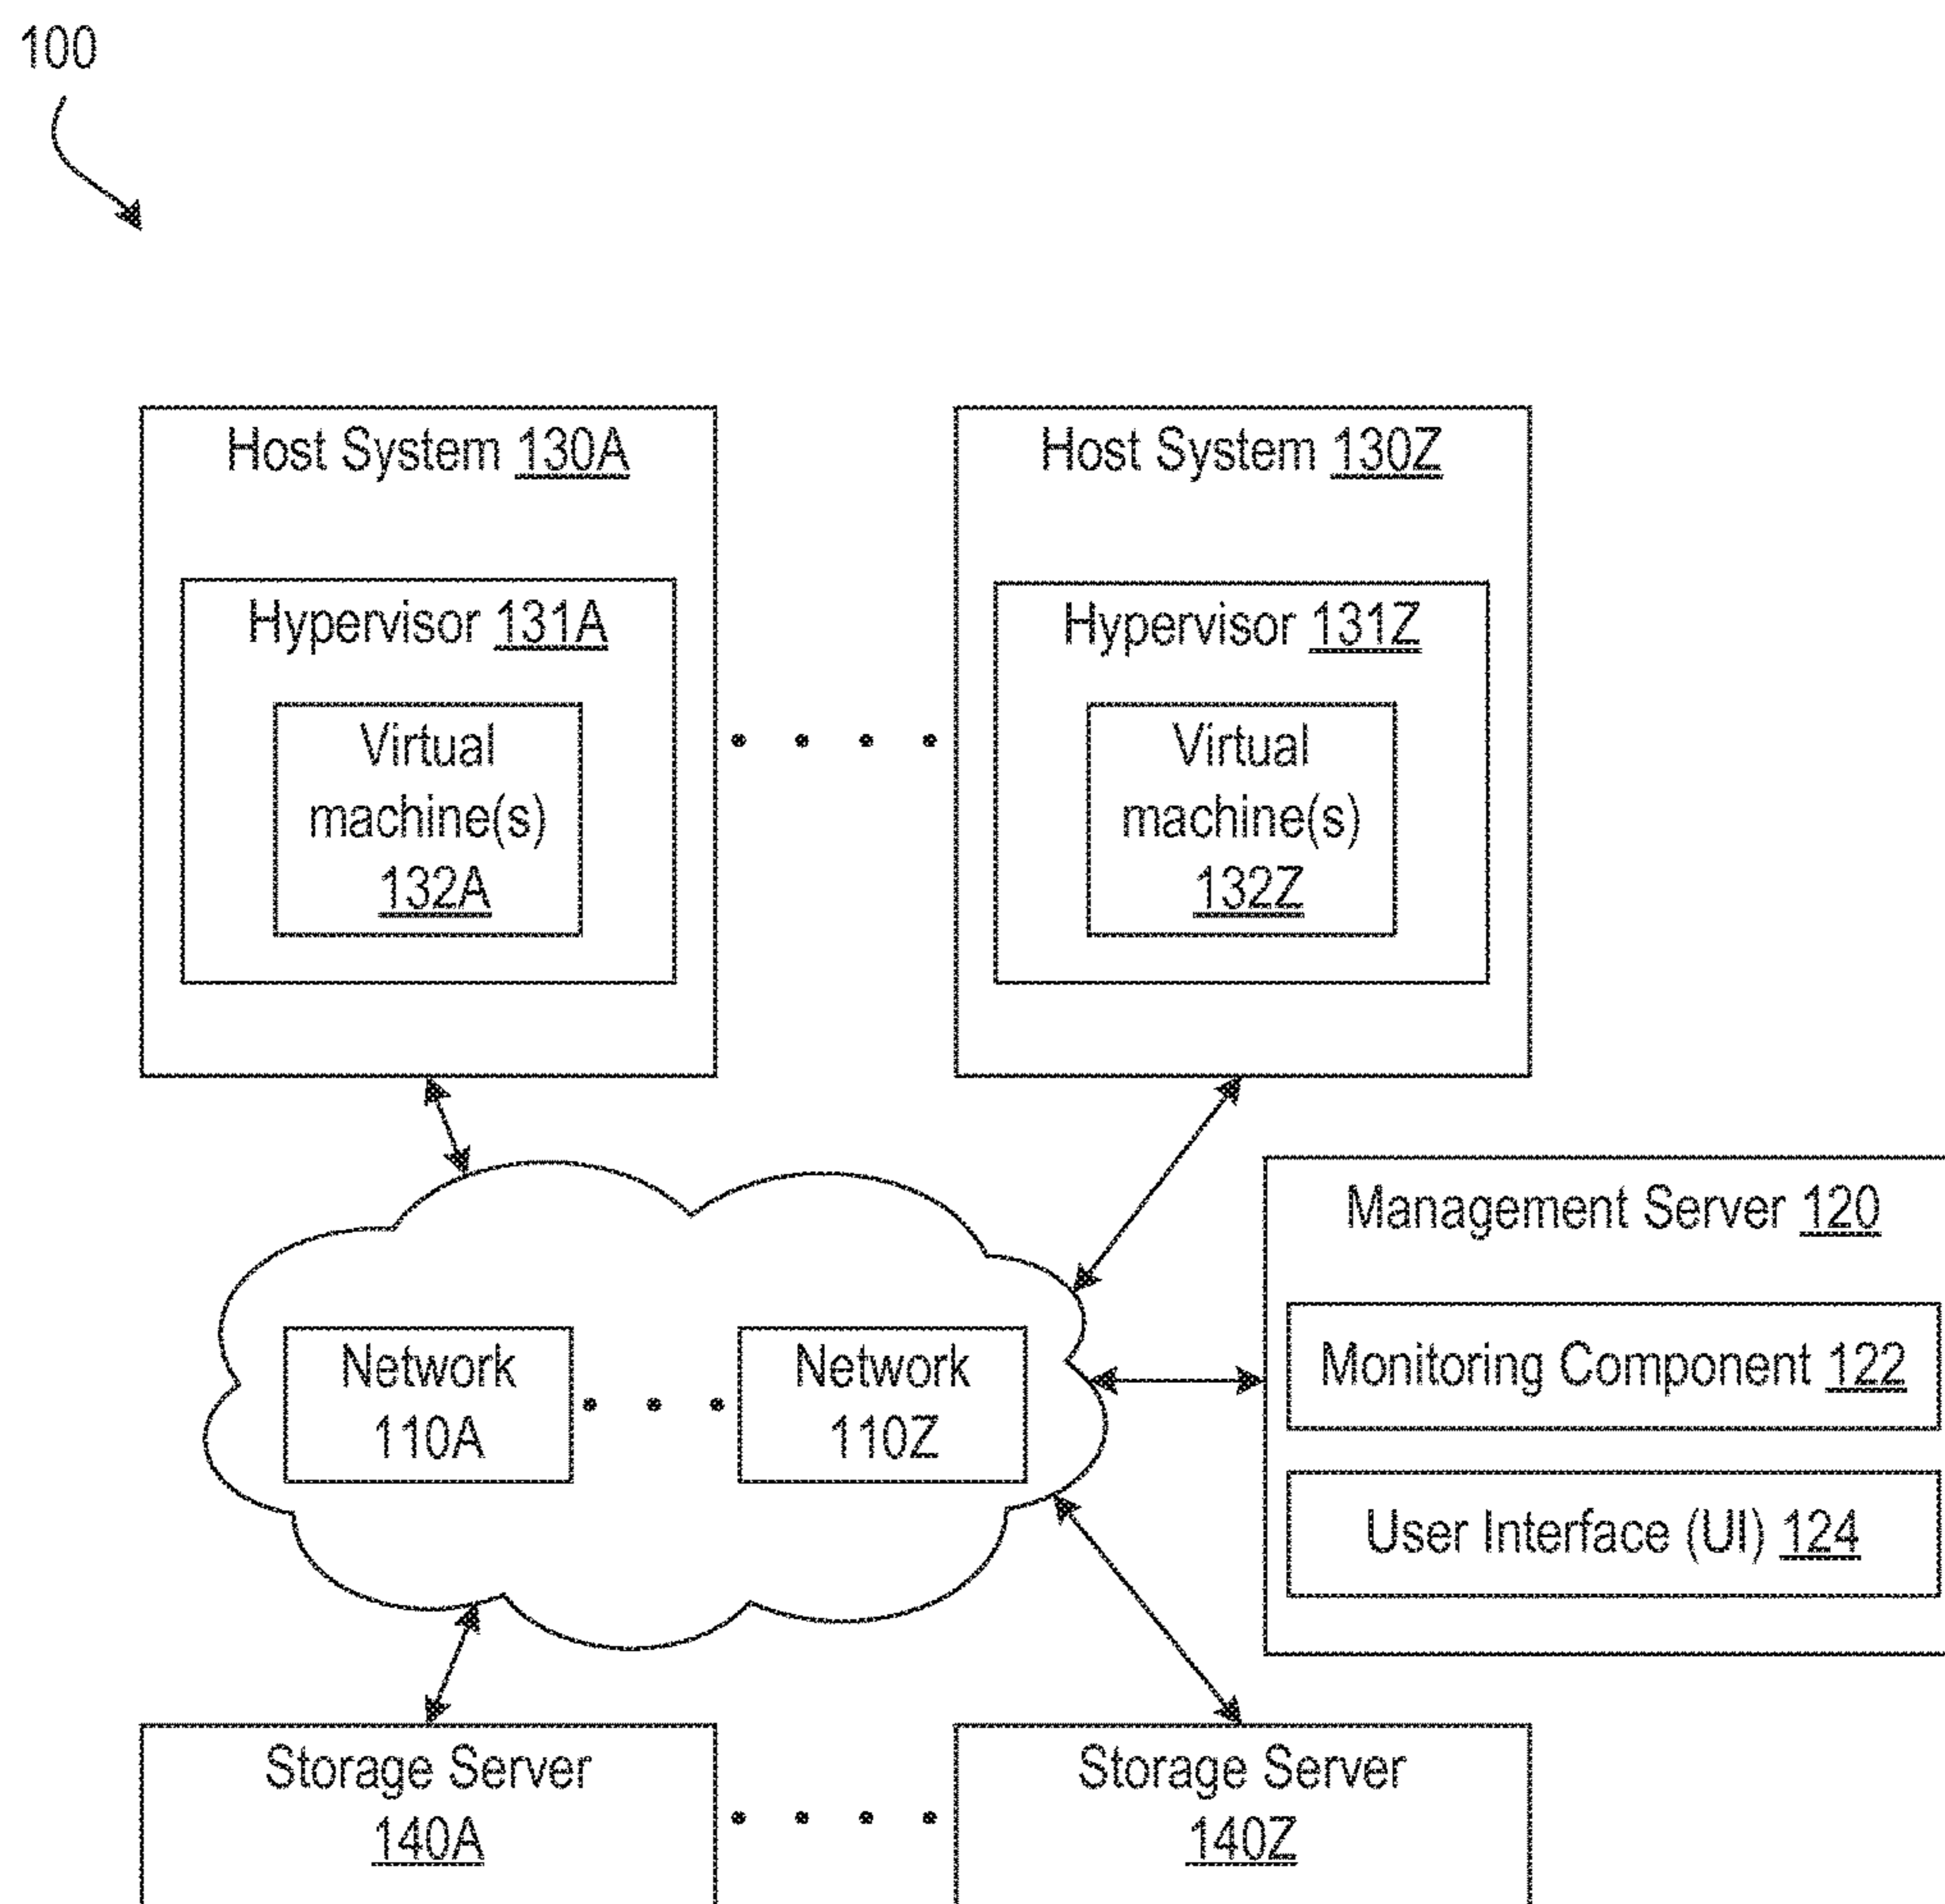 100
Host System 130A
Host System 130Z
Hypervisor 131A
Hypervisor 131Z
Virtual
machine(s)
132A
Virtual
machine(s)
132Z
Management Server 120
Monitoring Component 122
User Interface (UI) 124
Network
110A
Network
110Z
Storage Server
140A
Storage Server
140Z